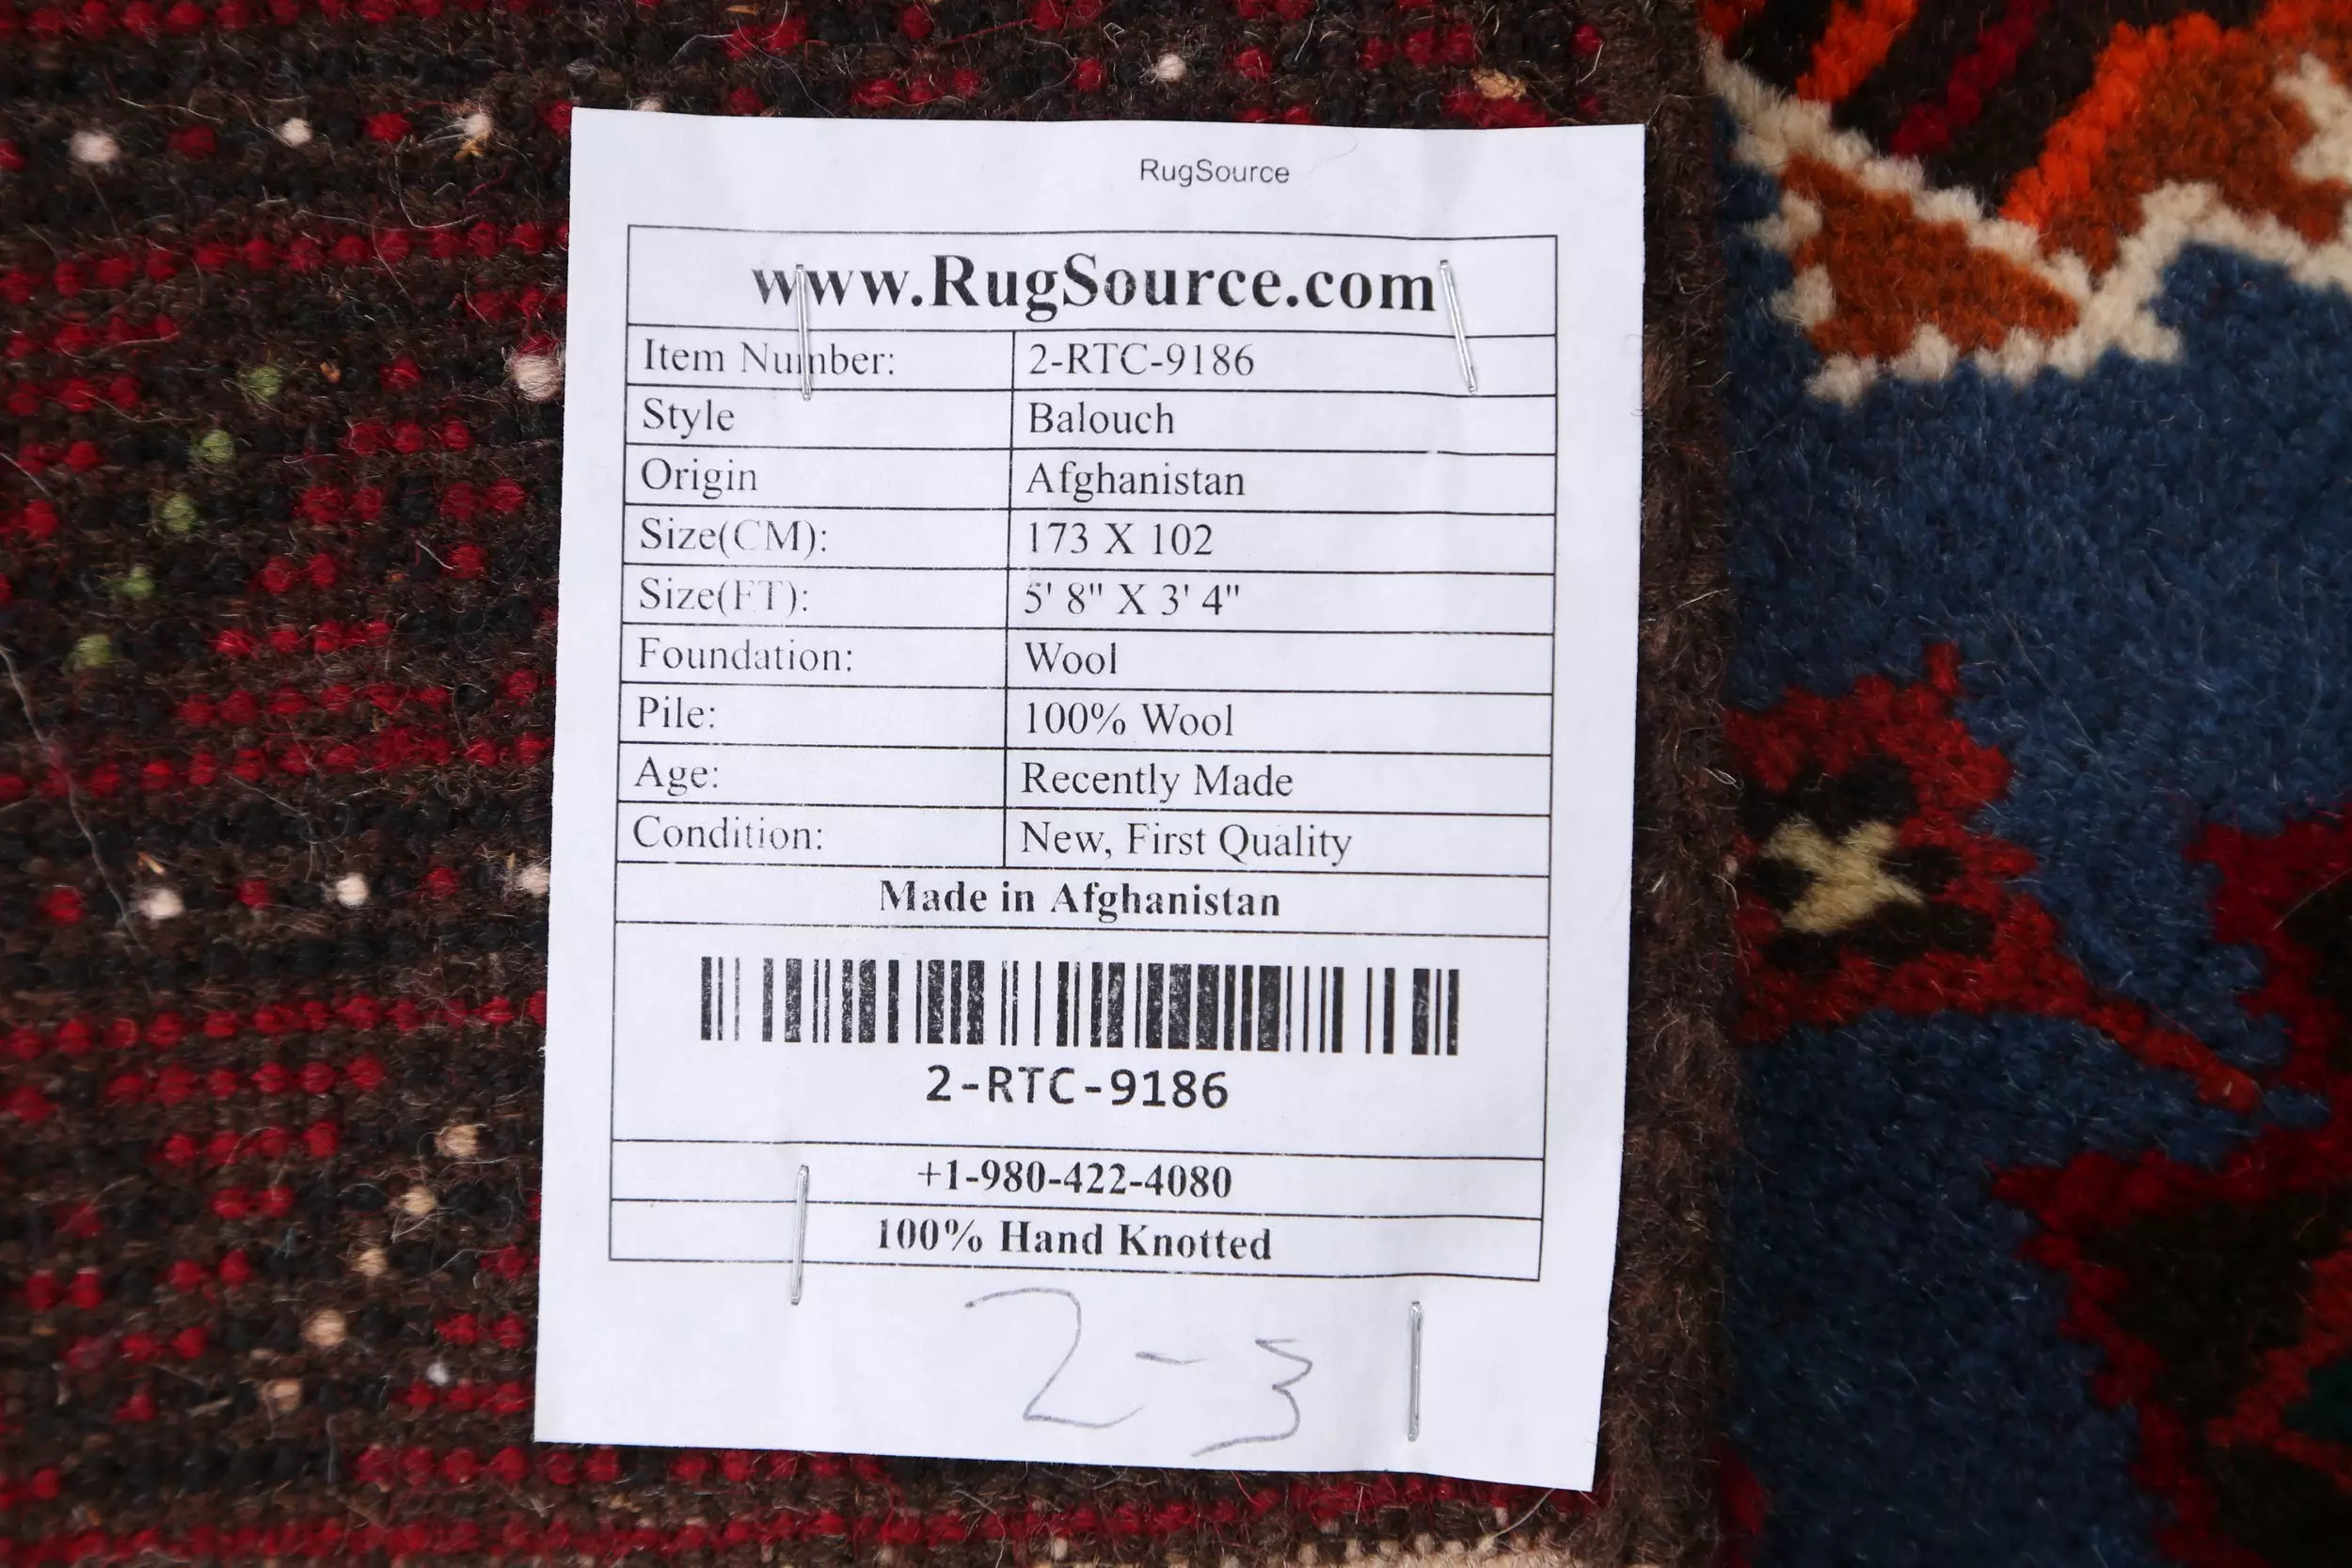 RugSource
www.RugSource.com
Item Number: 2-RTC-9186
Style Balouch
Origin Afghanistan
Size(CM): 173 X 102
Size(FT): 5' 8" X 3' 4"
Foundation: Wool
Pile: 100% Wool
Age: Recently Made
Condition: New, First Quality
Made in Afghanistan
2-RTC-9186
+1-980-422-4080
100% Hand Knotted
2-3